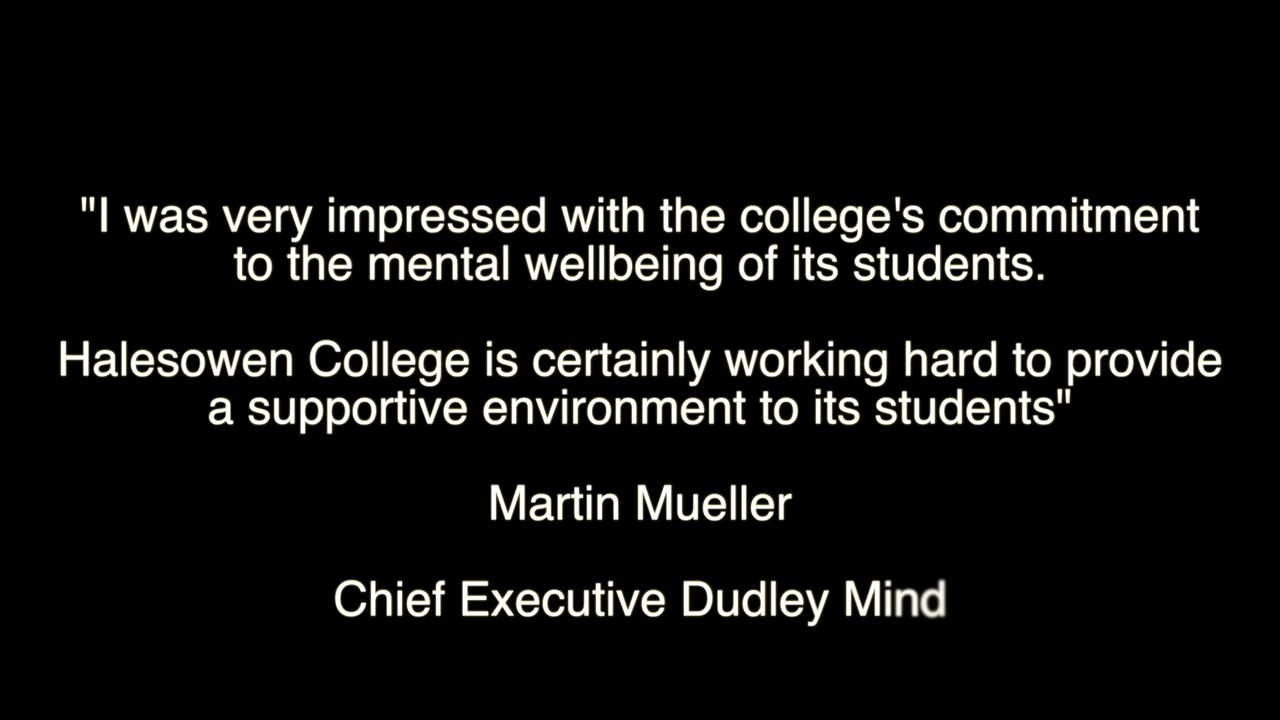 "I was very impressed with the college's commitment
to the mental wellbeing of its students.
Halesowen College is certainly working hard to provide
a supportive environment to its students"
Martin Mueller
Chief Executive Dudley Mind